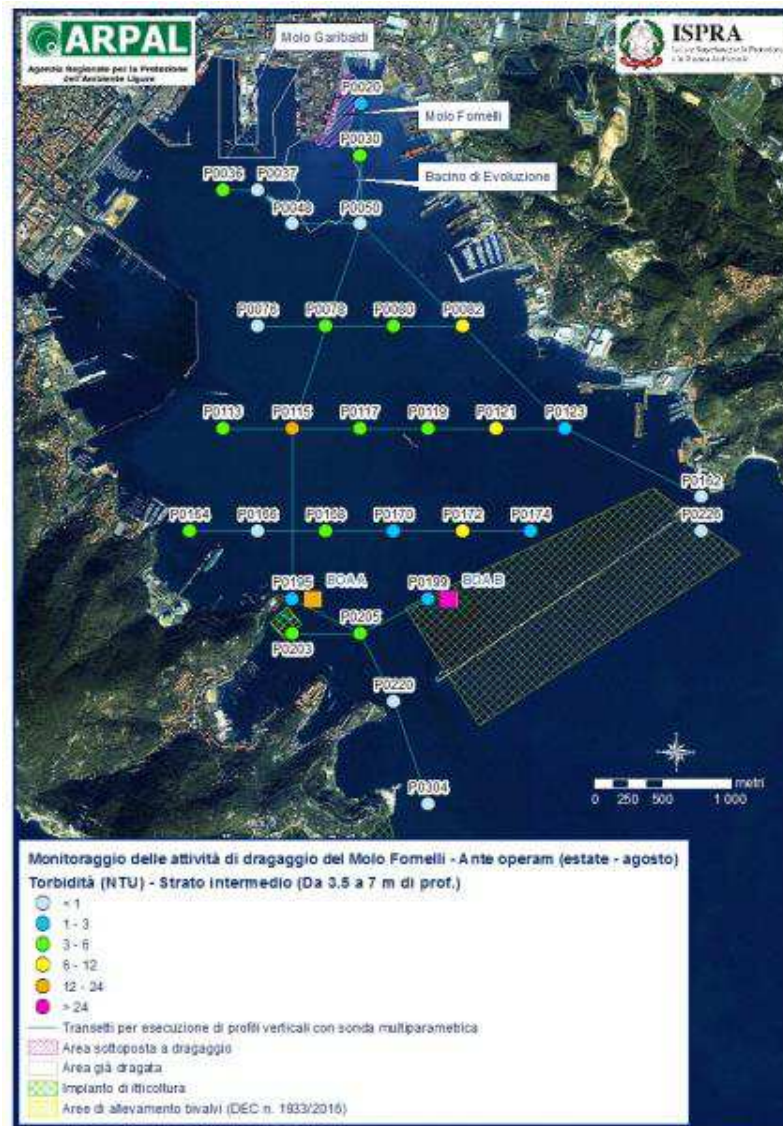 ARPAL
Agenzia Regionale per la Protezione
dell'Ambiente Ligure
Molo Garibaldi
ISPRA
P0020
Molo Fornelli
P0030
Bacino di Evoluzione
P0036
P0037
P0048
P0050
P0076
P0078
P0080
P0082
P0113
P0115
P0117
P0119
P0121
P0123
P0142
P0164
P0166
P0168
P0170
P0172
P0174
P0226
P0195
BOA A
P0199
BOA B
P0203
P0205
P0220
P0304
metri
0 250 500 1 000
Monitoraggio delle attività di dragaggio del Molo Fornelli - Ante operam (estate - agosto)
Torbidità (NTU) - Strato intermedio (Da 3.5 a 7 m di prof.)
< 1
1 - 3
3 - 6
6 - 12
12 - 24
> 24
Transetti per esecuzione di profili verticali con sonda multiparametrica
Area sottoposta a dragaggio
Area già dragata
Impianto di itticoltura
Aree di allevamento bivalvi (DEC n. 1933/2016)